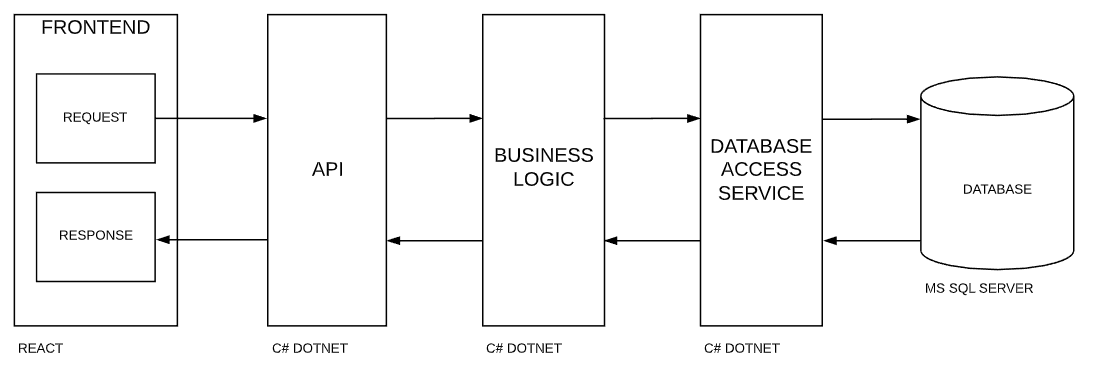 FRONTEND
REQUEST
RESPONSE
REACT
API
C# DOTNET
BUSINESS
LOGIC
C# DOTNET
DATABASE
ACCESS
SERVICE
C# DOTNET
DATABASE
MS SQL SERVER